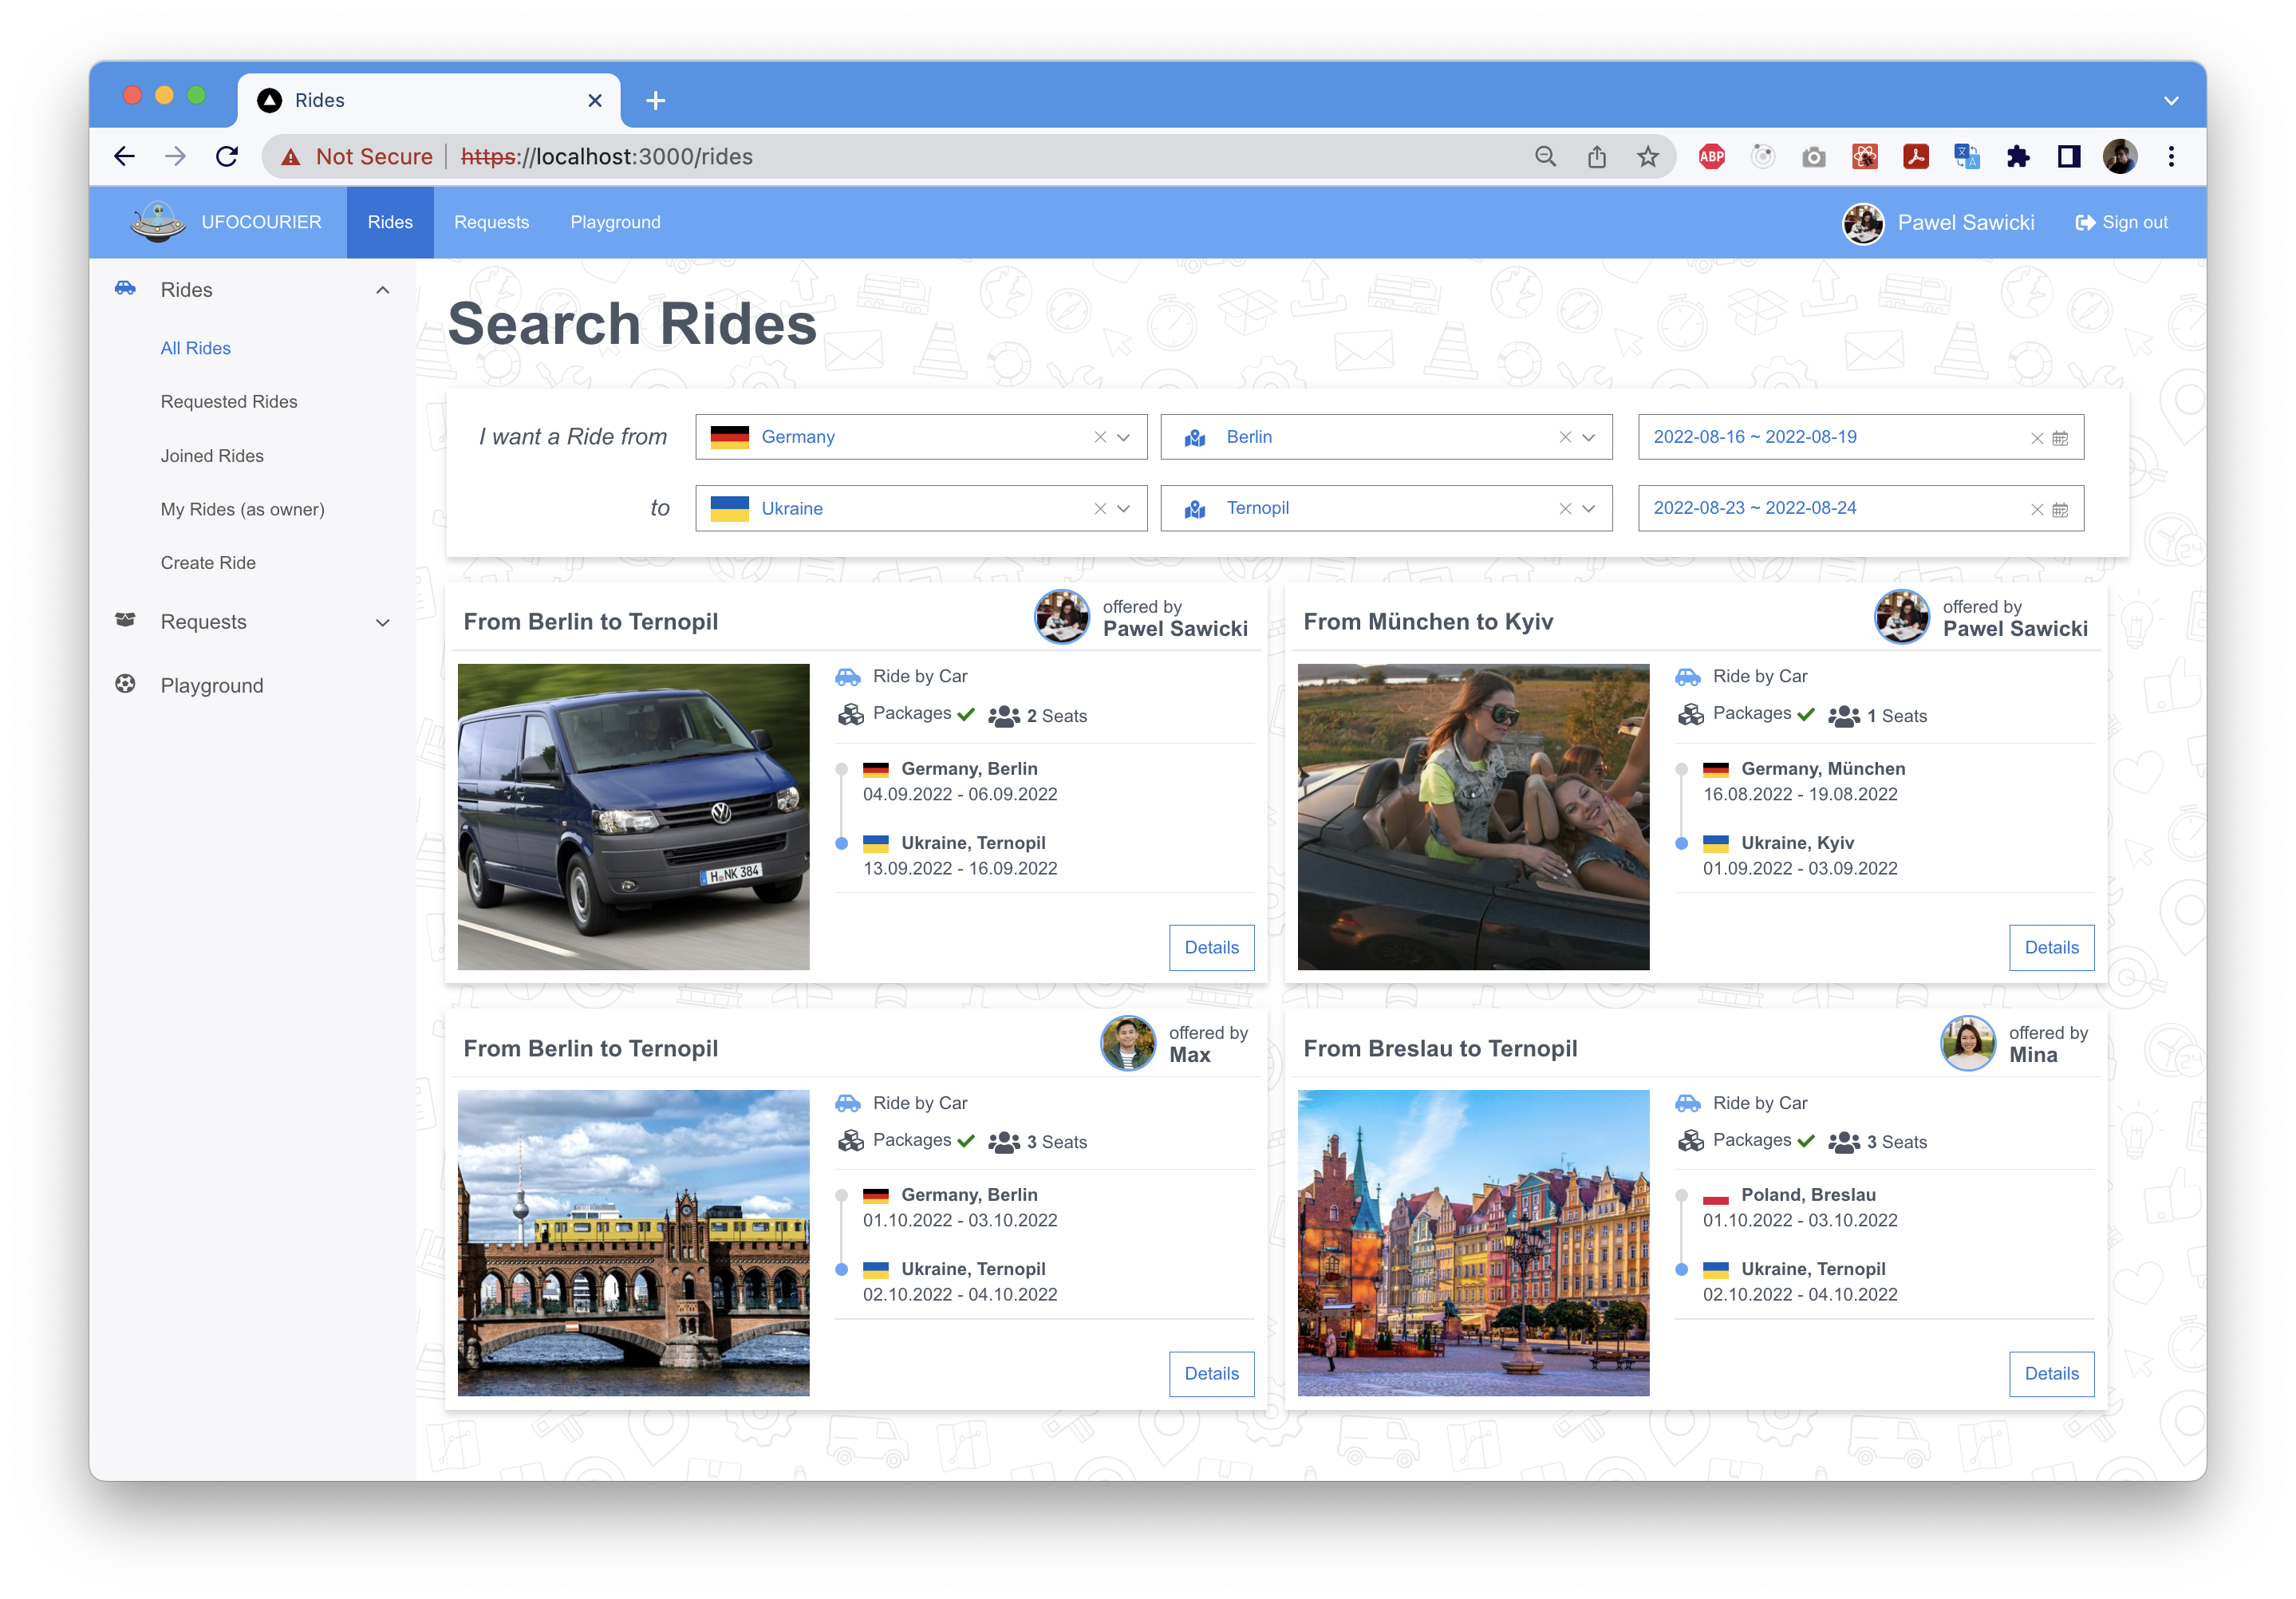 Rides
Not Secure https://localhost:3000/rides
ABP
UFOCOURIER Rides Requests Playground Pawel Sawicki Sign out
Rides
All Rides
Requested Rides
Joined Rides
My Rides (as owner)
Create Ride
Requests
Playground
Search Rides
I want a Ride from Germany Berlin 2022-08-16 ~ 2022-08-19
to Ukraine Ternopil 2022-08-23 ~ 2022-08-24
From Berlin to Ternopil
offered by
Pawel Sawicki
H NK 384
Ride by Car
Packages 2 Seats
Germany, Berlin
04.09.2022 - 06.09.2022
Ukraine, Ternopil
13.09.2022 - 16.09.2022
Details
From München to Kyiv
offered by
Pawel Sawicki
Ride by Car
Packages 1 Seats
Germany, München
16.08.2022 - 19.08.2022
Ukraine, Kyiv
01.09.2022 - 03.09.2022
Details
From Berlin to Ternopil
offered by
Max
Ride by Car
Packages 3 Seats
Germany, Berlin
01.10.2022 - 03.10.2022
Ukraine, Ternopil
02.10.2022 - 04.10.2022
Details
From Breslau to Ternopil
offered by
Mina
Ride by Car
Packages 3 Seats
Poland, Breslau
01.10.2022 - 03.10.2022
Ukraine, Ternopil
02.10.2022 - 04.10.2022
Details